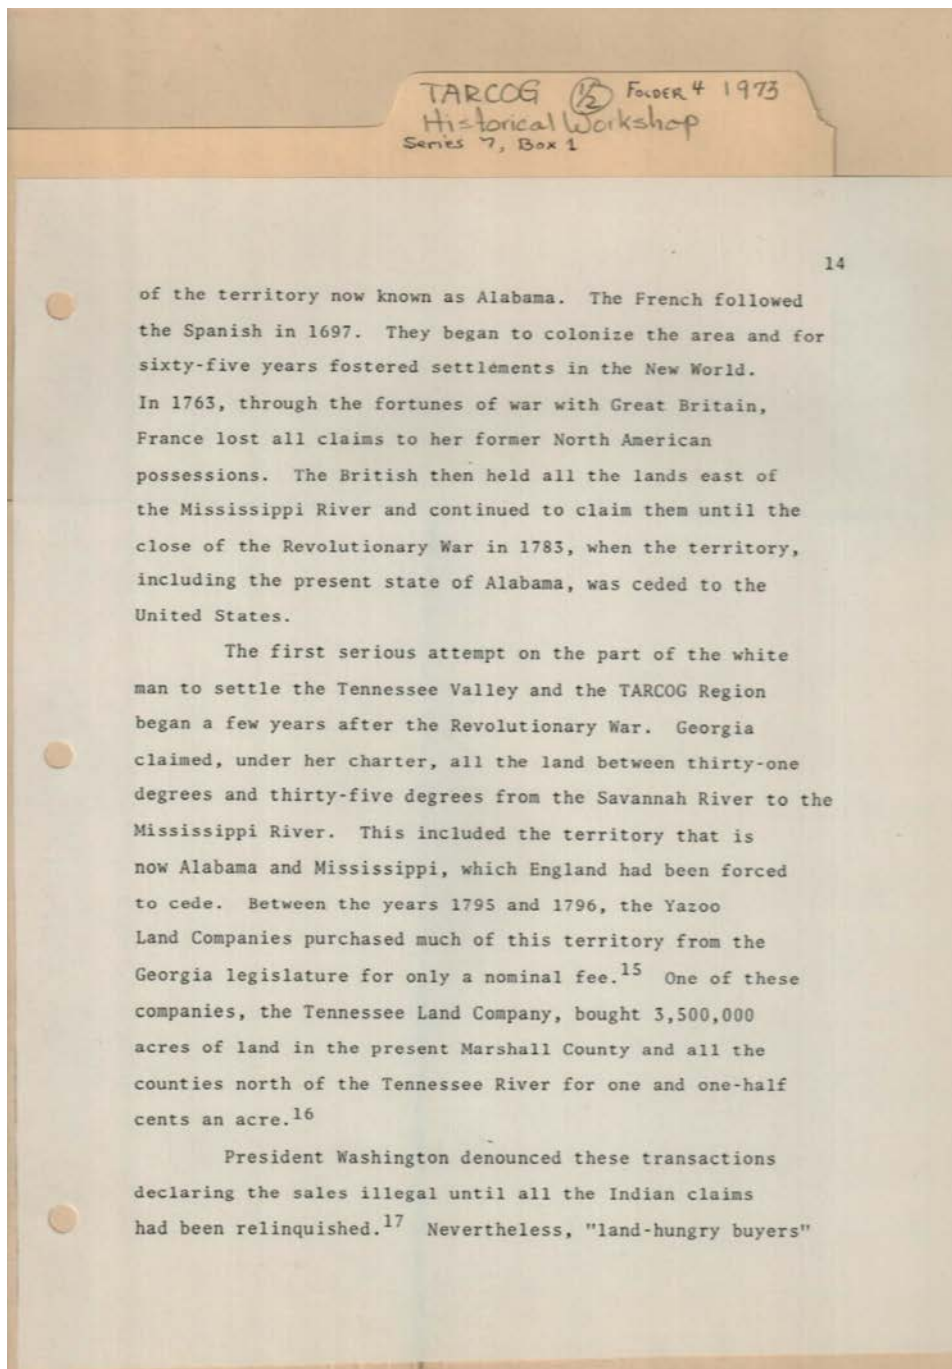 TARCOG 1/2 FOLDER 4 1973
Historical Workshop
Series 7, Box 1
14
of the territory now known as Alabama. The French followed
the Spanish in 1697. They began to colonize the area and for
sixty-five years fostered settlements in the New World.
In 1763, through the fortunes of war with Great Britain,
France lost all claims to her former North American
possessions. The British then held all the lands east of
the Mississippi River and continued to claim them until the
close of the Revolutionary War in 1783, when the territory,
including the present state of Alabama, was ceded to the
United States.
The first serious attempt on the part of the white
man to settle the Tennessee Valley and the TARCOG Region
began a few years after the Revolutionary War. Georgia
claimed, under her charter, all the land between thirty-one
degrees and thirty-five degrees from the Savannah River to the
Mississippi River. This included the territory that is
now Alabama and Mississippi, which England had been forced
to cede. Between the years 1795 and 1796, the Yazoo
Land Companies purchased much of this territory from the
Georgia legislature for only a nominal fee.15 One of these
companies, the Tennessee Land Company, bought 3,500,000
acres of land in the present Marshall County and all the
counties north of the Tennessee River for one and one-half
cents an acre.16
President Washington denounced these transactions
declaring the sales illegal until all the Indian claims
had been relinquished.17 Nevertheless, "land-hungry buyers"